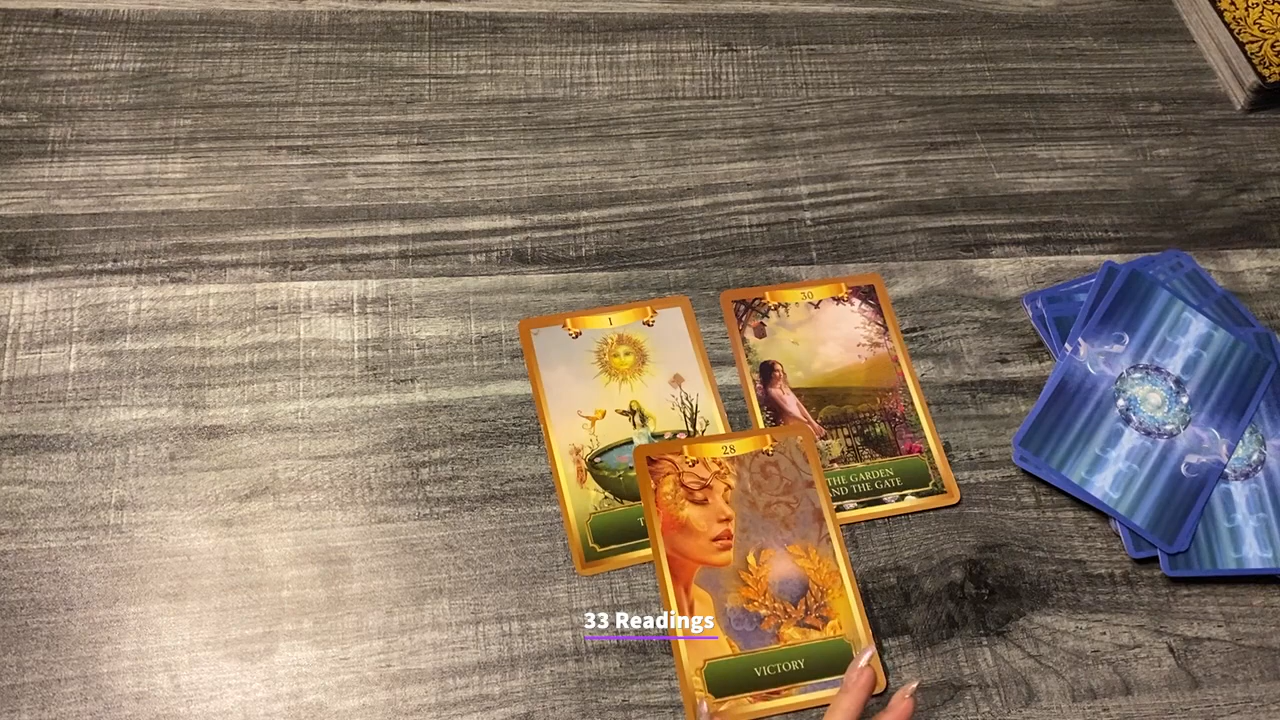 1
30
THE GARDEN
AND THE GATE
28
33 Readings
VICTORY